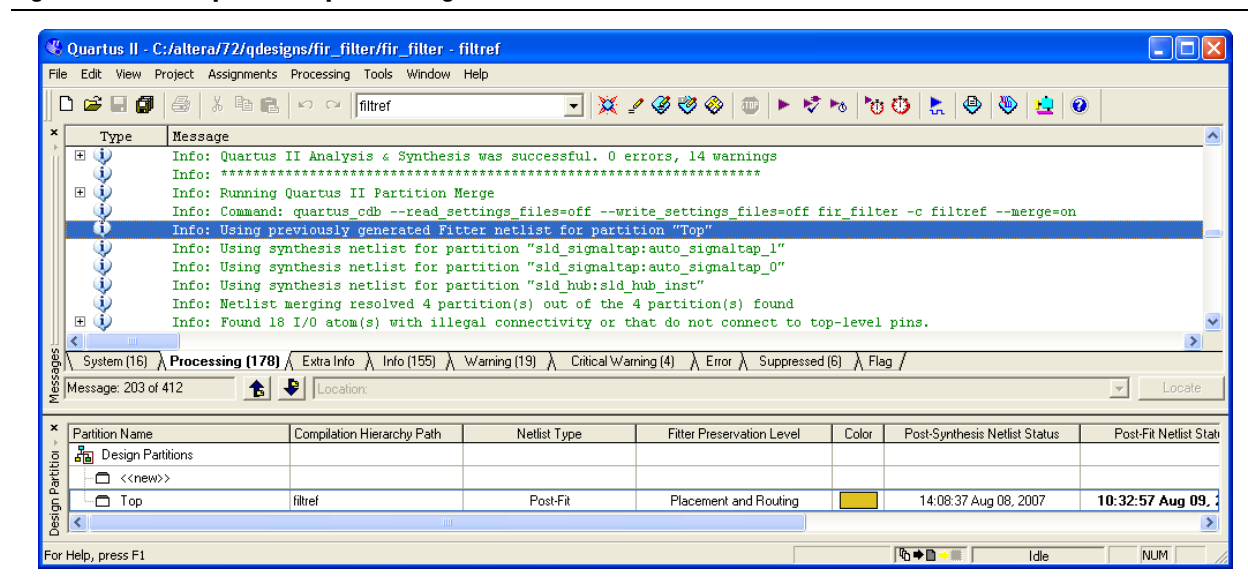 Quartus II - C:/altera/72/qdesigns/fir_filter/fir_filter - filtref
File Edit View Project Assignments Processing Tools Window Help
filtref
Type Message
Info: Quartus II Analysis & Synthesis was successful. 0 errors, 14 warnings
Info: ********************************************************************
Info: Running Quartus II Partition Merge
Info: Command: quartus_cdb --read_settings_files=off --write_settings_files=off fir_filter -c filtref --merge=on
Info: Using previously generated Fitter netlist for partition "Top"
Info: Using synthesis netlist for partition "sld_signaltap:auto_signaltap_1"
Info: Using synthesis netlist for partition "sld_signaltap:auto_signaltap_0"
Info: Using synthesis netlist for partition "sld_hub:sld_hub_inst"
Info: Netlist merging resolved 4 partition(s) out of the 4 partition(s) found
Info: Found 18 I/O atom(s) with illegal connectivity or that do not connect to top-level pins.
System (16) Processing (178) Extra Info Info (155) Warning (19) Critical Warning (4) Error Suppressed (6) Flag
Messages
Message: 203 of 412 Location: Locate
Partition Name Compilation Hierarchy Path Netlist Type Fitter Preservation Level Color Post-Synthesis Netlist Status Post-Fit Netlist Stat
Design Partitions
<<new>>
Top filtref Post-Fit Placement and Routing 14:08:37 Aug 08, 2007 10:32:57 Aug 09,
Design Partitio
For Help, press F1 Idle NUM